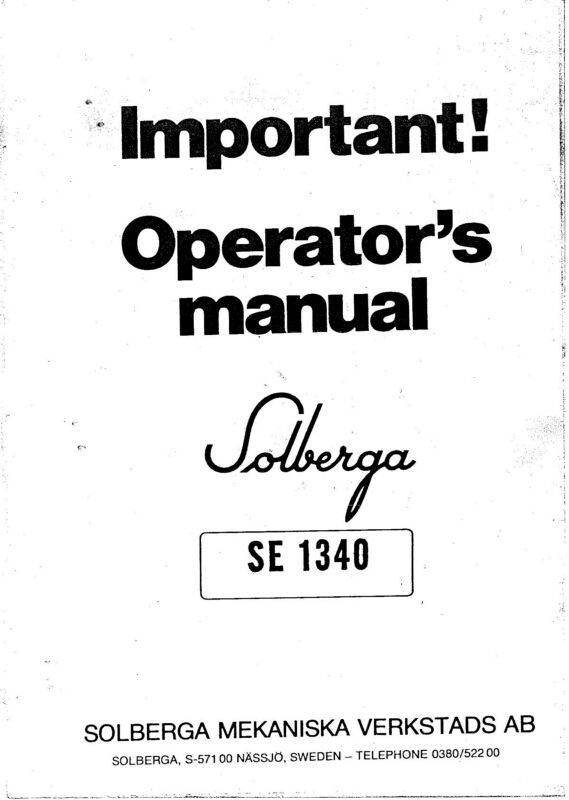 Important!
Operator's
manual
Solberga
SE 1340
SOLBERGA MEKANISKA VERKSTADS AB
SOLBERGA, S-571 00 NÄSSJÖ, SWEDEN – TELEPHONE 0380/522 00